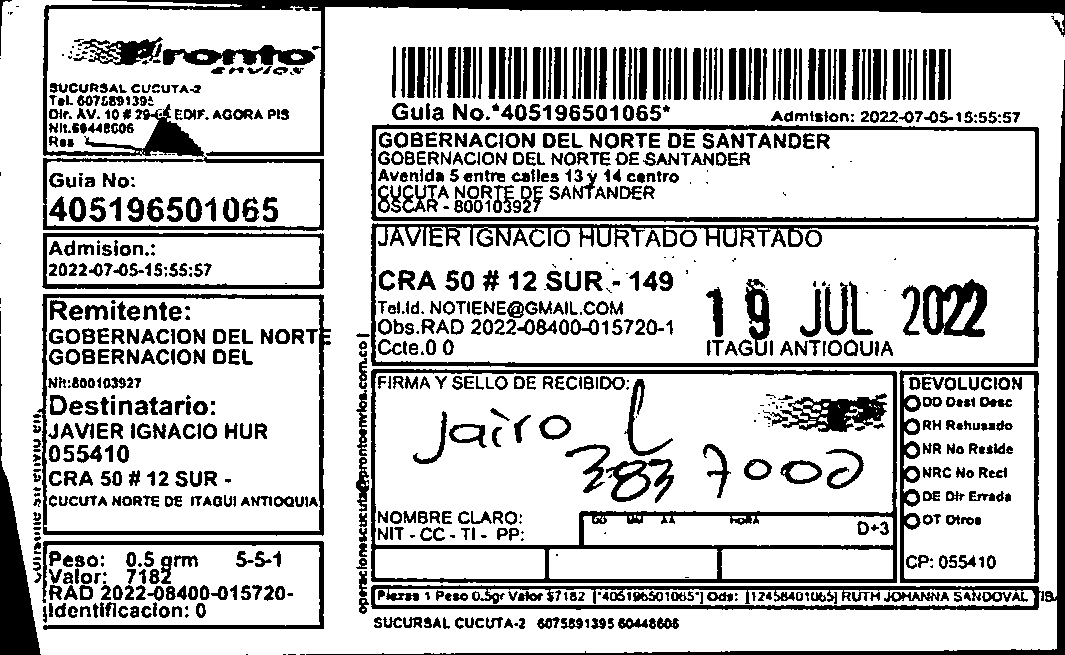 Pronto
envios
SUCURSAL CUCUTA-2
Tel. 6075891395
Dir. AV. 10 # 29- EDIF. AGORA PIS
Nit.60448606
Res
Guia No:
405196501065
Admision.:
2022-07-05-15:55:57
Remitente:
GOBERNACION DEL NORTE
GOBERNACION DEL
Nit:800103927
Destinatario:
JAVIER IGNACIO HUR
055410
CRA 50 # 12 SUR -
CUCUTA NORTE DE ITAGUI ANTIOQUIA
Peso: 0.5 grm 5-5-1
Valor: 7182
RAD 2022-08400-015720-
Identificacion: 0
Guia No.*405196501065*
Admision: 2022-07-05-15:55:57
GOBERNACION DEL NORTE DE SANTANDER
GOBERNACION DEL NORTE DE SANTANDER
Avenida 5 entre calles 13 y 14 centro
CUCUTA NORTE DE SANTANDER
OSCAR - 800103927
JAVIER IGNACIO HURTADO HURTADO
CRA 50 # 12 SUR - 149
Tel.Id. NOTIENE@GMAIL.COM
Obs.RAD 2022-08400-015720-1
Ccte.0 0
19 JUL 2022
ITAGUI ANTIOQUIA
operacionescucuta@prontoenvios.com.co
FIRMA Y SELLO DE RECIBIDO:
Jairo L
383 7000
NOMBRE CLARO:
NIT - CC - TI - PP:
DD MM AA HORA
D+3
DEVOLUCION
DD Dest Desc
RH Rehusado
NR No Reside
NRC No Recl
DE Dir Errada
OT Otros
CP: 055410
Piezas 1 Peso 0.5gr Valor $7182 [*405196501065*] Ods: [12458401065] RUTH JOHANNA SANDOVAL
SUCURSAL CUCUTA-2 6075891395 60448606